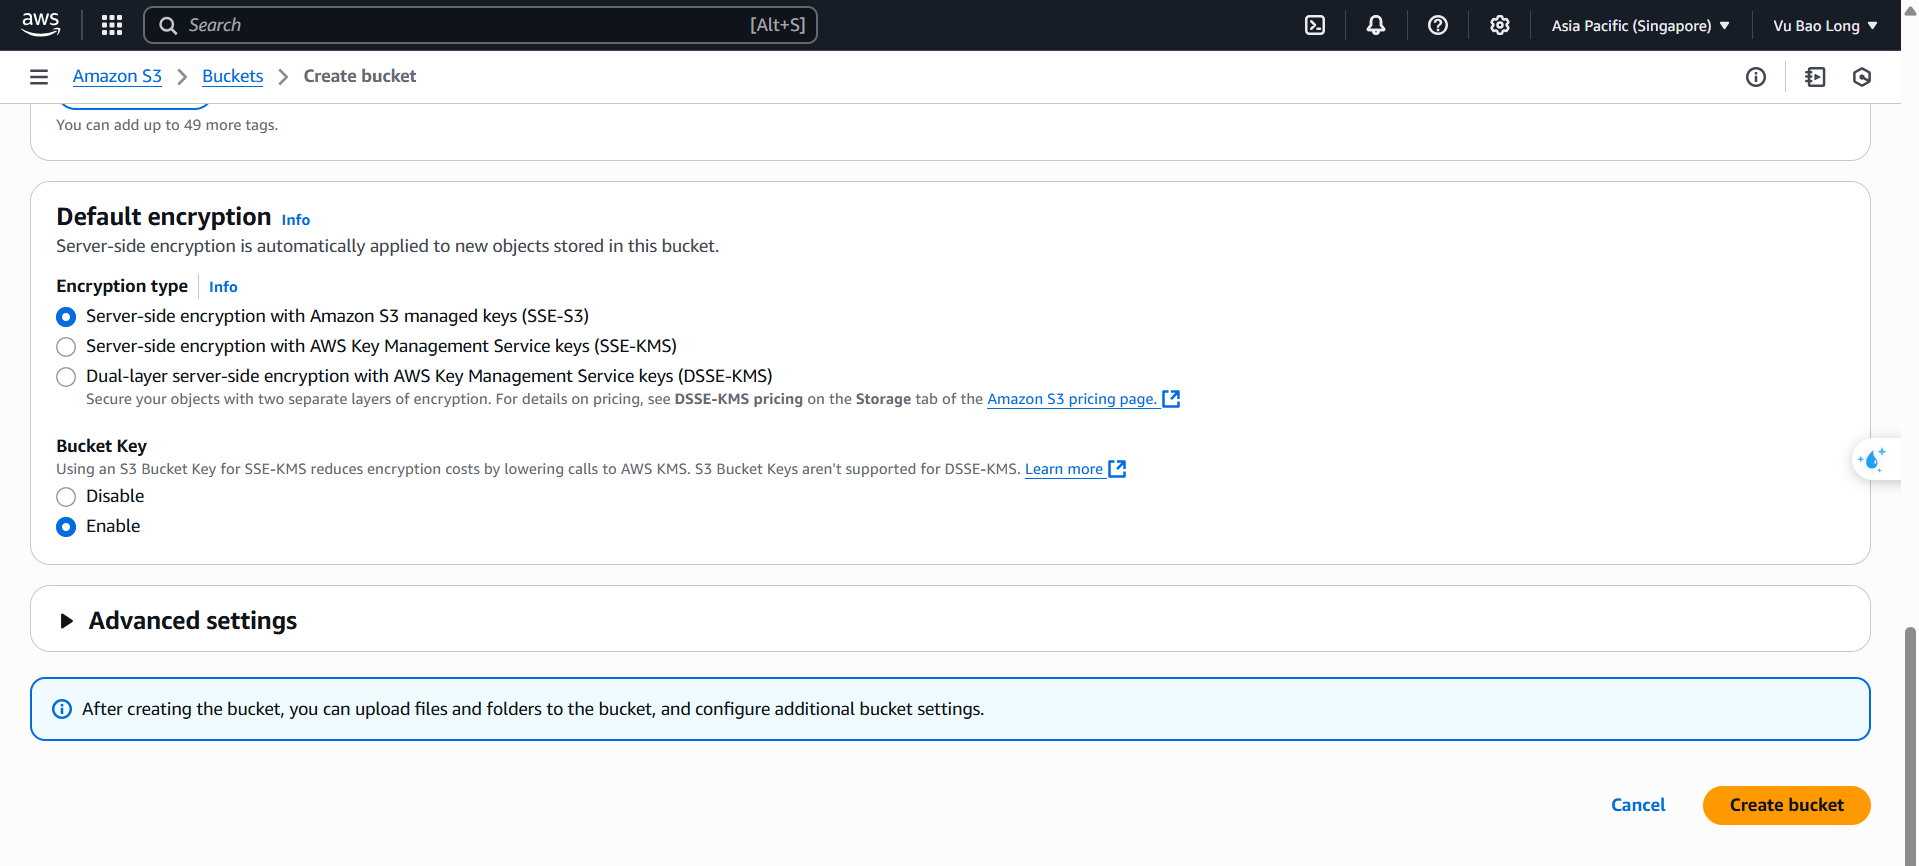 aws
Search [Alt+S]
Asia Pacific (Singapore)
Vu Bao Long
Amazon S3 > Buckets > Create bucket
You can add up to 49 more tags.
Default encryption Info
Server-side encryption is automatically applied to new objects stored in this bucket.
Encryption type Info
Server-side encryption with Amazon S3 managed keys (SSE-S3)
Server-side encryption with AWS Key Management Service keys (SSE-KMS)
Dual-layer server-side encryption with AWS Key Management Service keys (DSSE-KMS)
Secure your objects with two separate layers of encryption. For details on pricing, see DSSE-KMS pricing on the Storage tab of the Amazon S3 pricing page.
Bucket Key
Using an S3 Bucket Key for SSE-KMS reduces encryption costs by lowering calls to AWS KMS. S3 Bucket Keys aren't supported for DSSE-KMS. Learn more
Disable
Enable
Advanced settings
After creating the bucket, you can upload files and folders to the bucket, and configure additional bucket settings.
Cancel
Create bucket